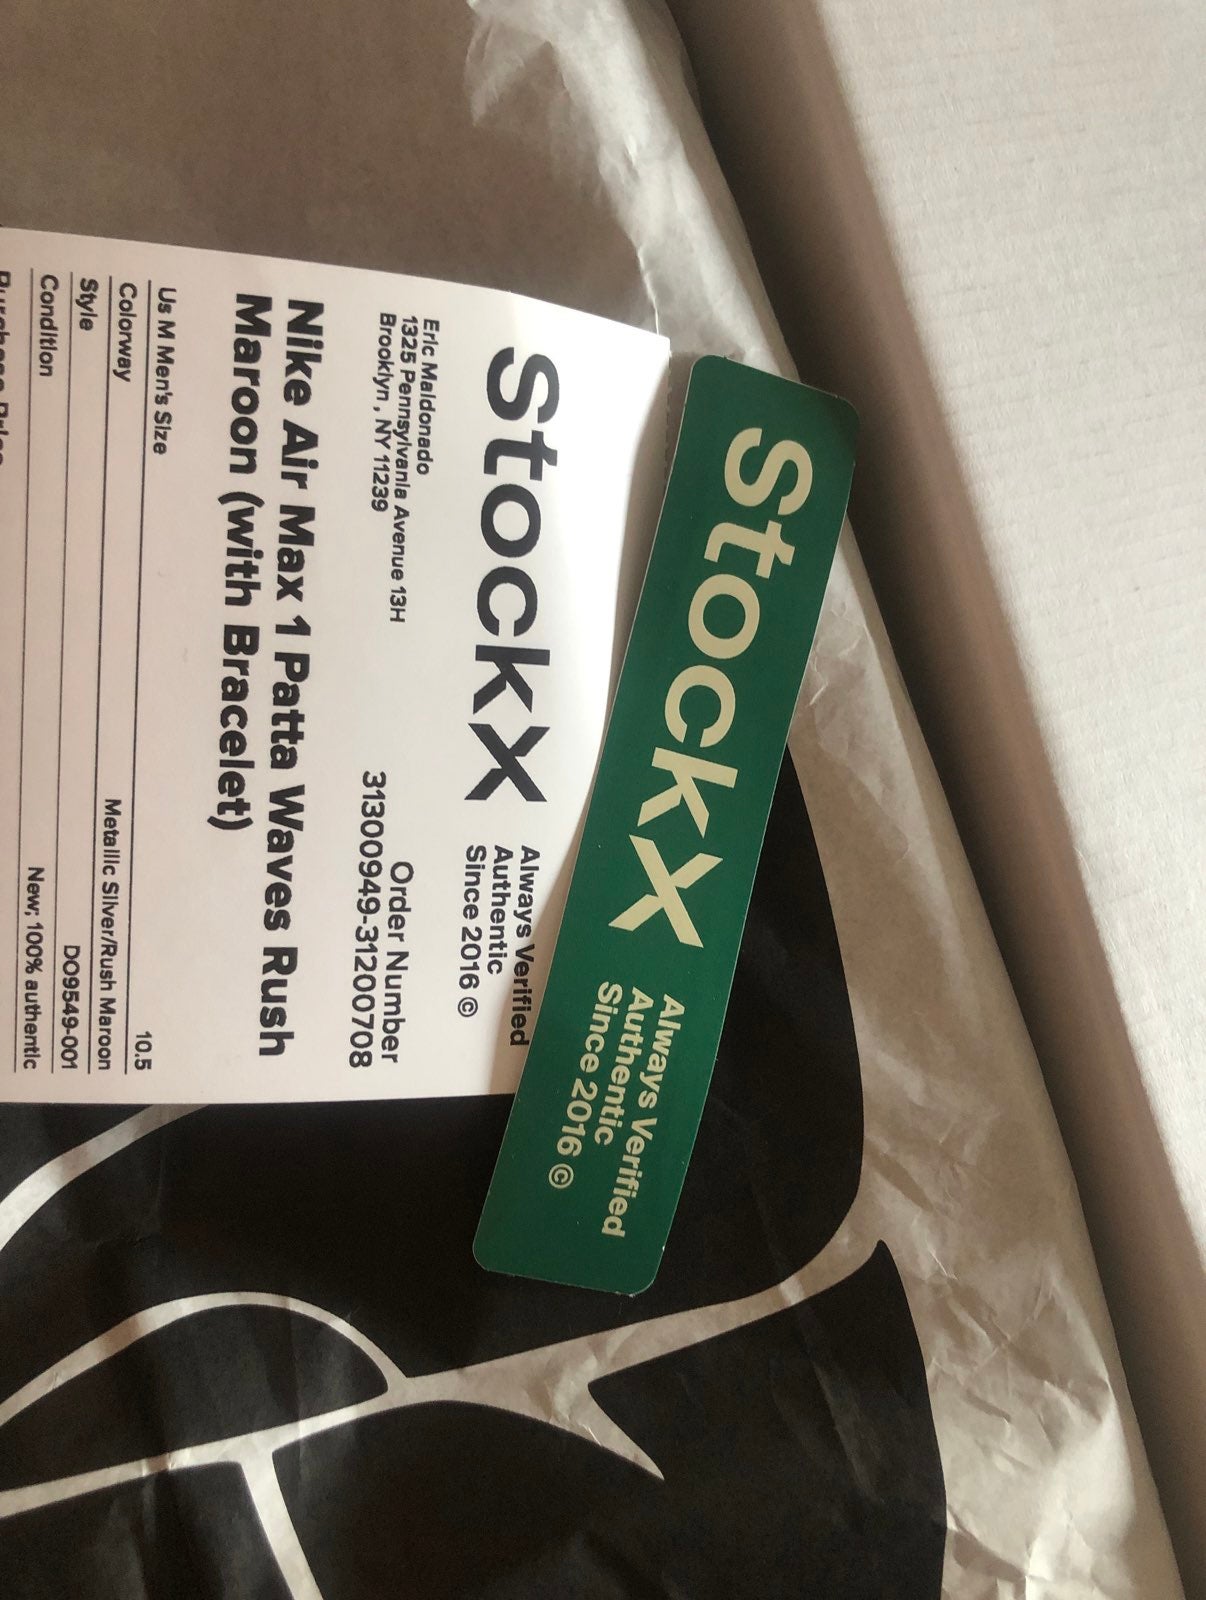 StockX
Always Verified
Authentic
Since 2016 ©
StockX
Always Verified
Authentic
Since 2016 ©
Eric Maldonado
1325 Pennsylvania Avenue 13H
Brooklyn , NY 11239
Order Number
31300949-31200708
Nike Air Max 1 Patta Waves Rush
Maroon (with Bracelet)
Us M Men's Size 10.5
Colorway Metallic Silver/Rush Maroon
Style DO9549-001
Condition New; 100% authentic